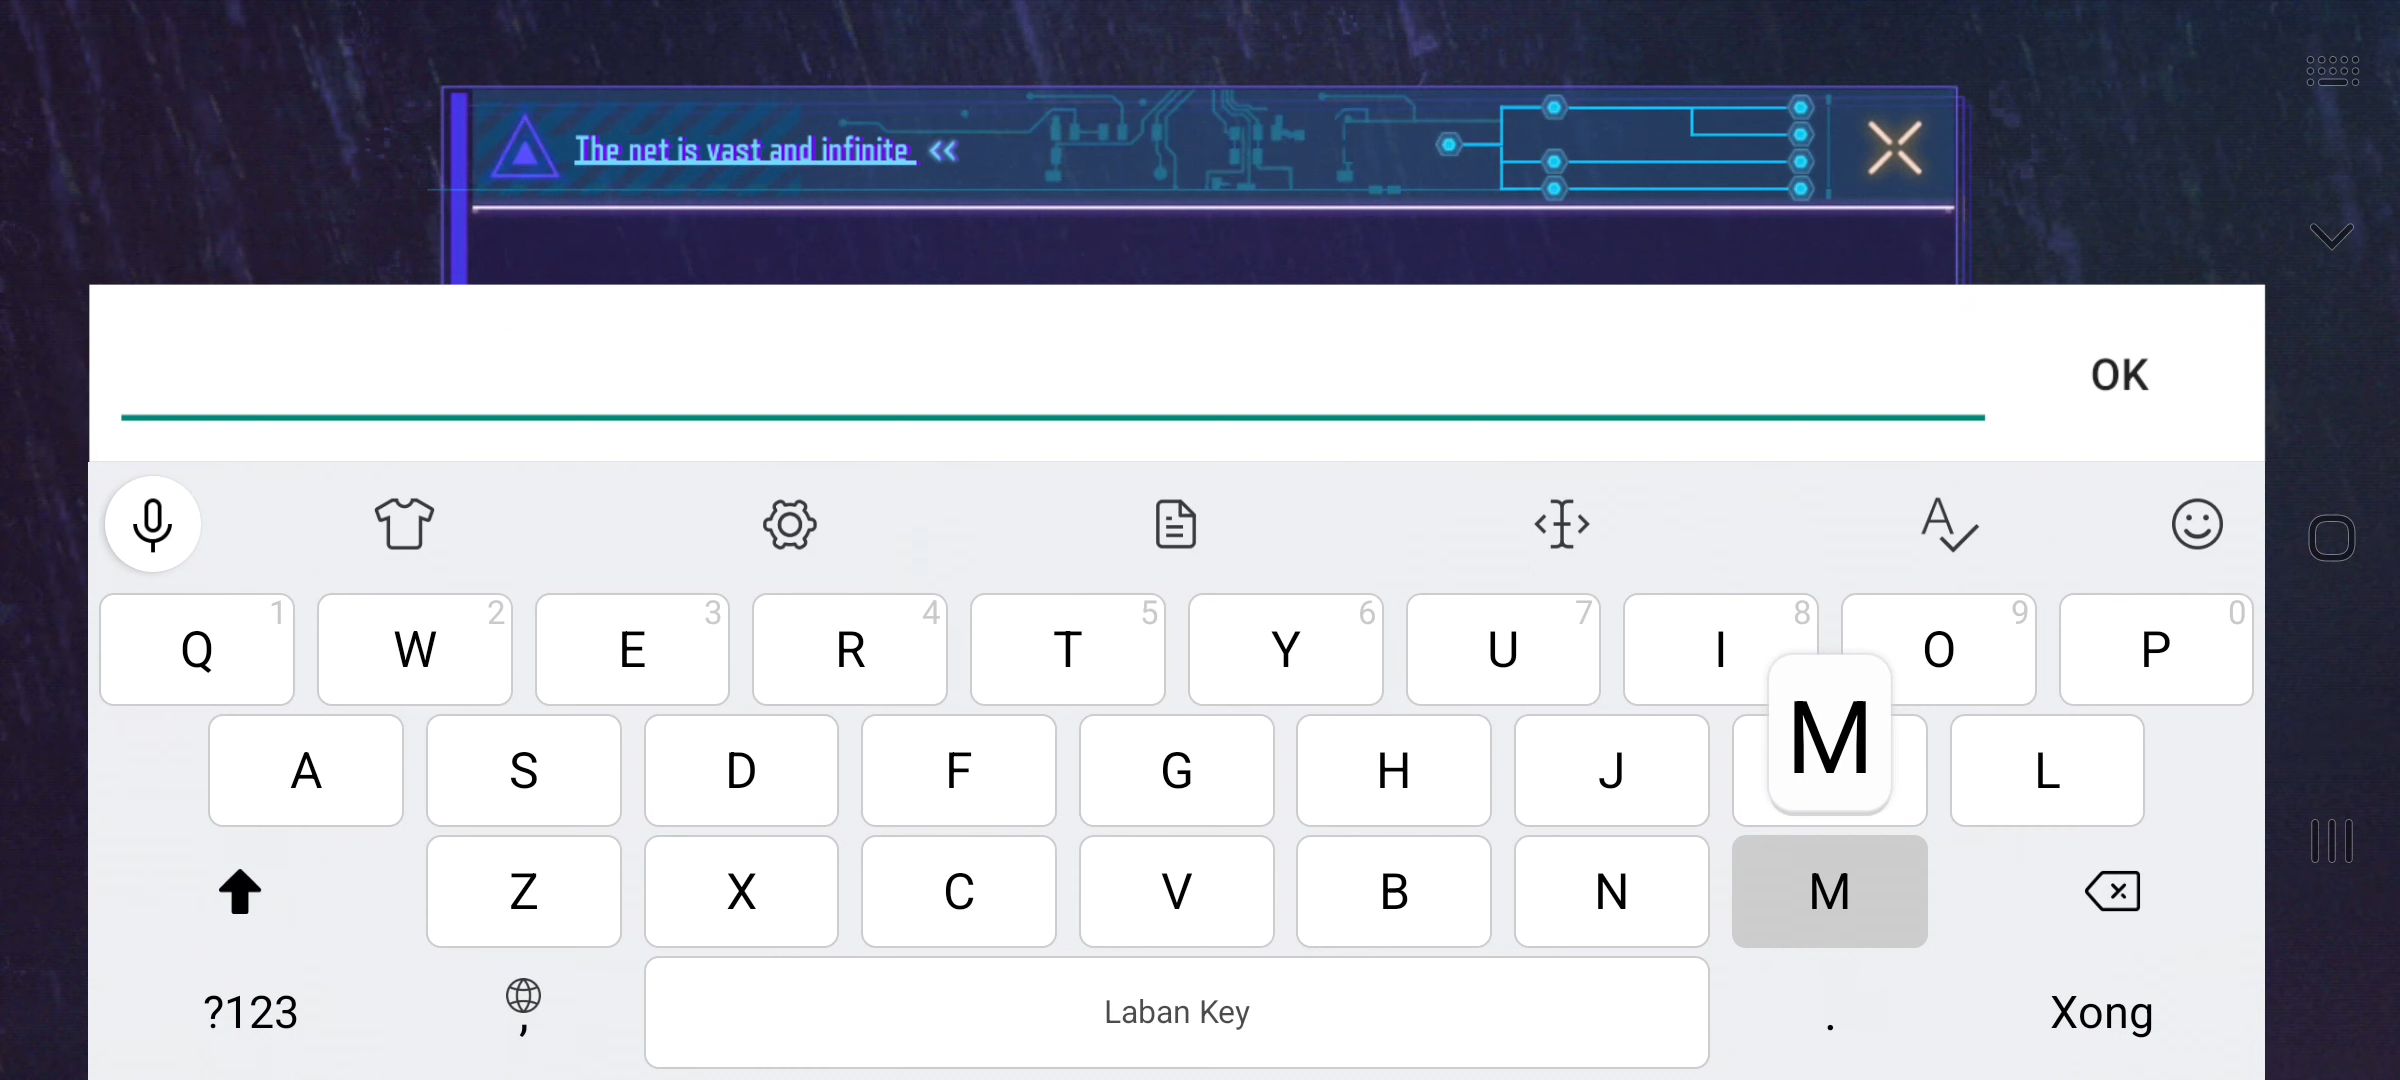 The net is vast and infinite <<
OK
Q 1 W 2 E 3 R 4 T 5 Y 6 U 7 I 8 O 9 P 0
A S D F G H J M L
Z X C V B N M
?123 , Laban Key . Xong